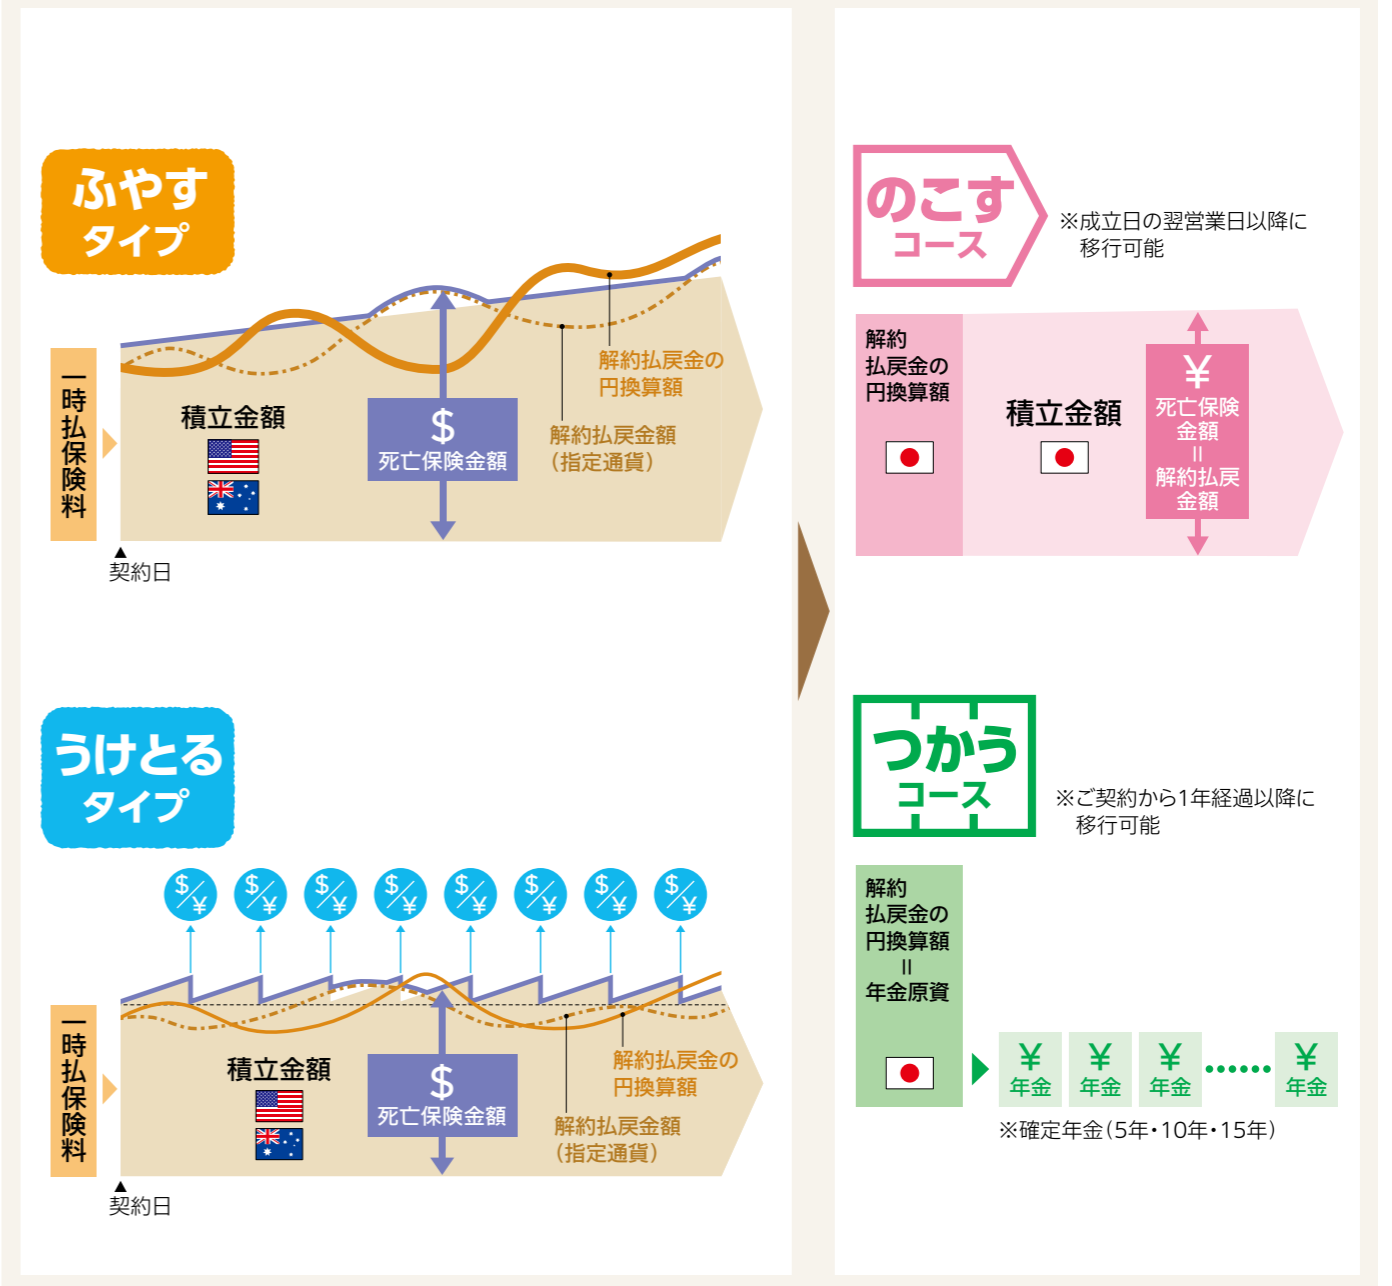 ふやす
タイプ
一時払保険料
積立金額
$
死亡保険金額
解約払戻金の
円換算額
解約払戻金額
（指定通貨）
▲
契約日
うけとる
タイプ
$/¥
$/¥
$/¥
$/¥
$/¥
$/¥
$/¥
$/¥
一時払保険料
積立金額
$
死亡保険金額
解約払戻金の
円換算額
解約払戻金額
（指定通貨）
▲
契約日
のこす
コース
※成立日の翌営業日以降に
移行可能
解約
払戻金の
円換算額
積立金額
¥
死亡保険
金額
＝
解約払戻
金額
つかう
コース
※ご契約から1年経過以降に
移行可能
解約
払戻金の
円換算額
＝
年金原資
¥
年金
¥
年金
¥
年金
¥
年金
※確定年金（5年・10年・15年）